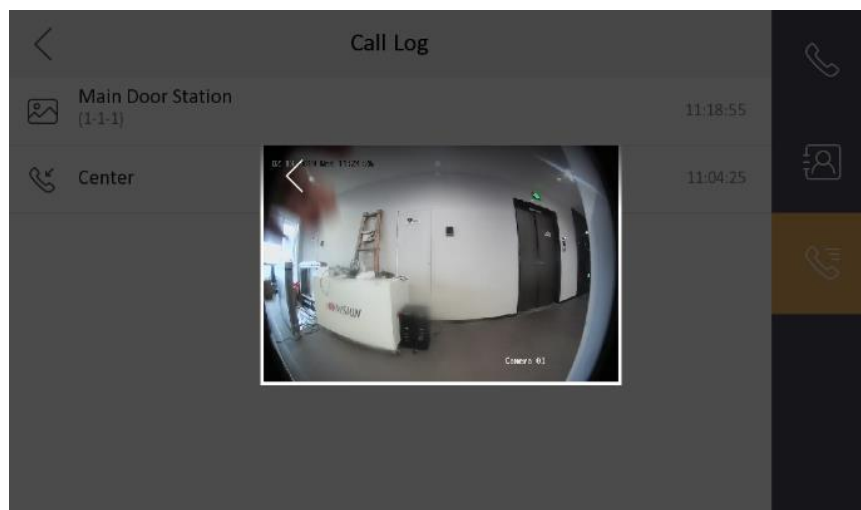 Call Log
Main Door Station
(1-1-1)
11:18:55
Center
11:04:25
Camera 01